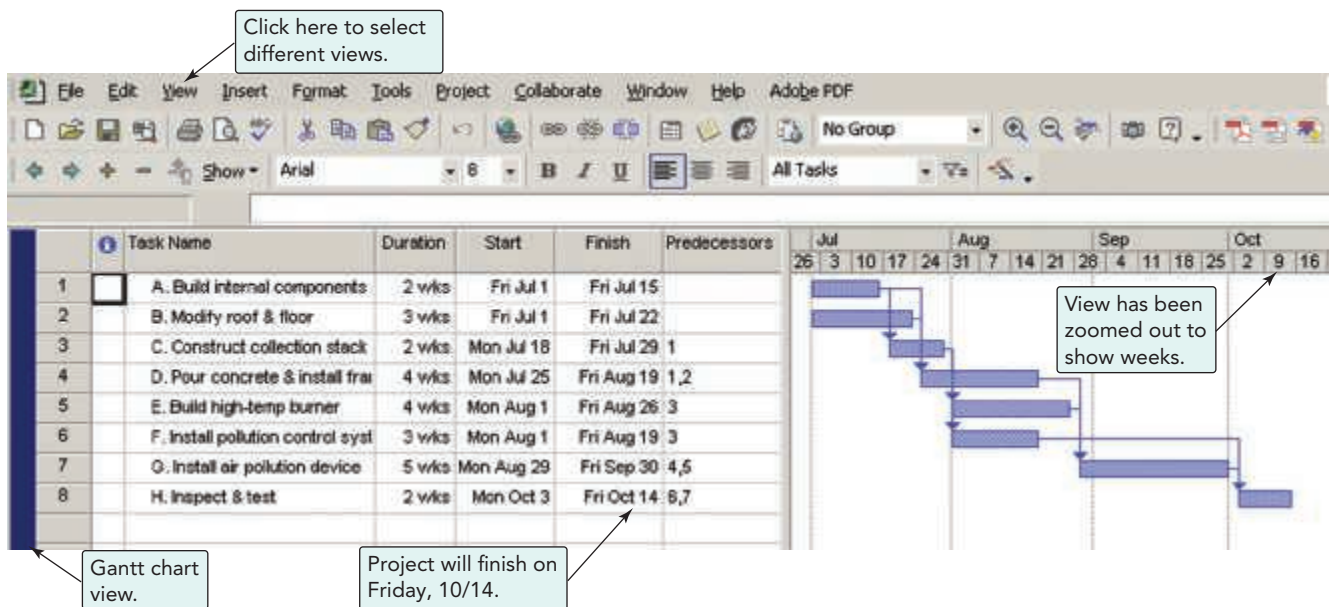 Click here to select
different views.
File Edit View Insert Format Tools Project Collaborate Window Help Adobe PDF
No Group
Show Arial 8 B I U All Tasks
Task Name Duration Start Finish Predecessors Jul Aug Sep Oct
26 3 10 17 24 31 7 14 21 28 4 11 18 25 2 9 16
1 A. Build internal components 2 wks Fri Jul 1 Fri Jul 15
2 B. Modify roof & floor 3 wks Fri Jul 1 Fri Jul 22
3 C. Construct collection stack 2 wks Mon Jul 18 Fri Jul 29 1
4 D. Pour concrete & install frar 4 wks Mon Jul 25 Fri Aug 19 1,2
5 E. Build high-temp burner 4 wks Mon Aug 1 Fri Aug 26 3
6 F. Install pollution control syst 3 wks Mon Aug 1 Fri Aug 19 3
7 G. Install air pollution device 5 wks Mon Aug 29 Fri Sep 30 4,5
8 H. Inspect & test 2 wks Mon Oct 3 Fri Oct 14 6,7
View has been
zoomed out to
show weeks.
Gantt chart
view.
Project will finish on
Friday, 10/14.